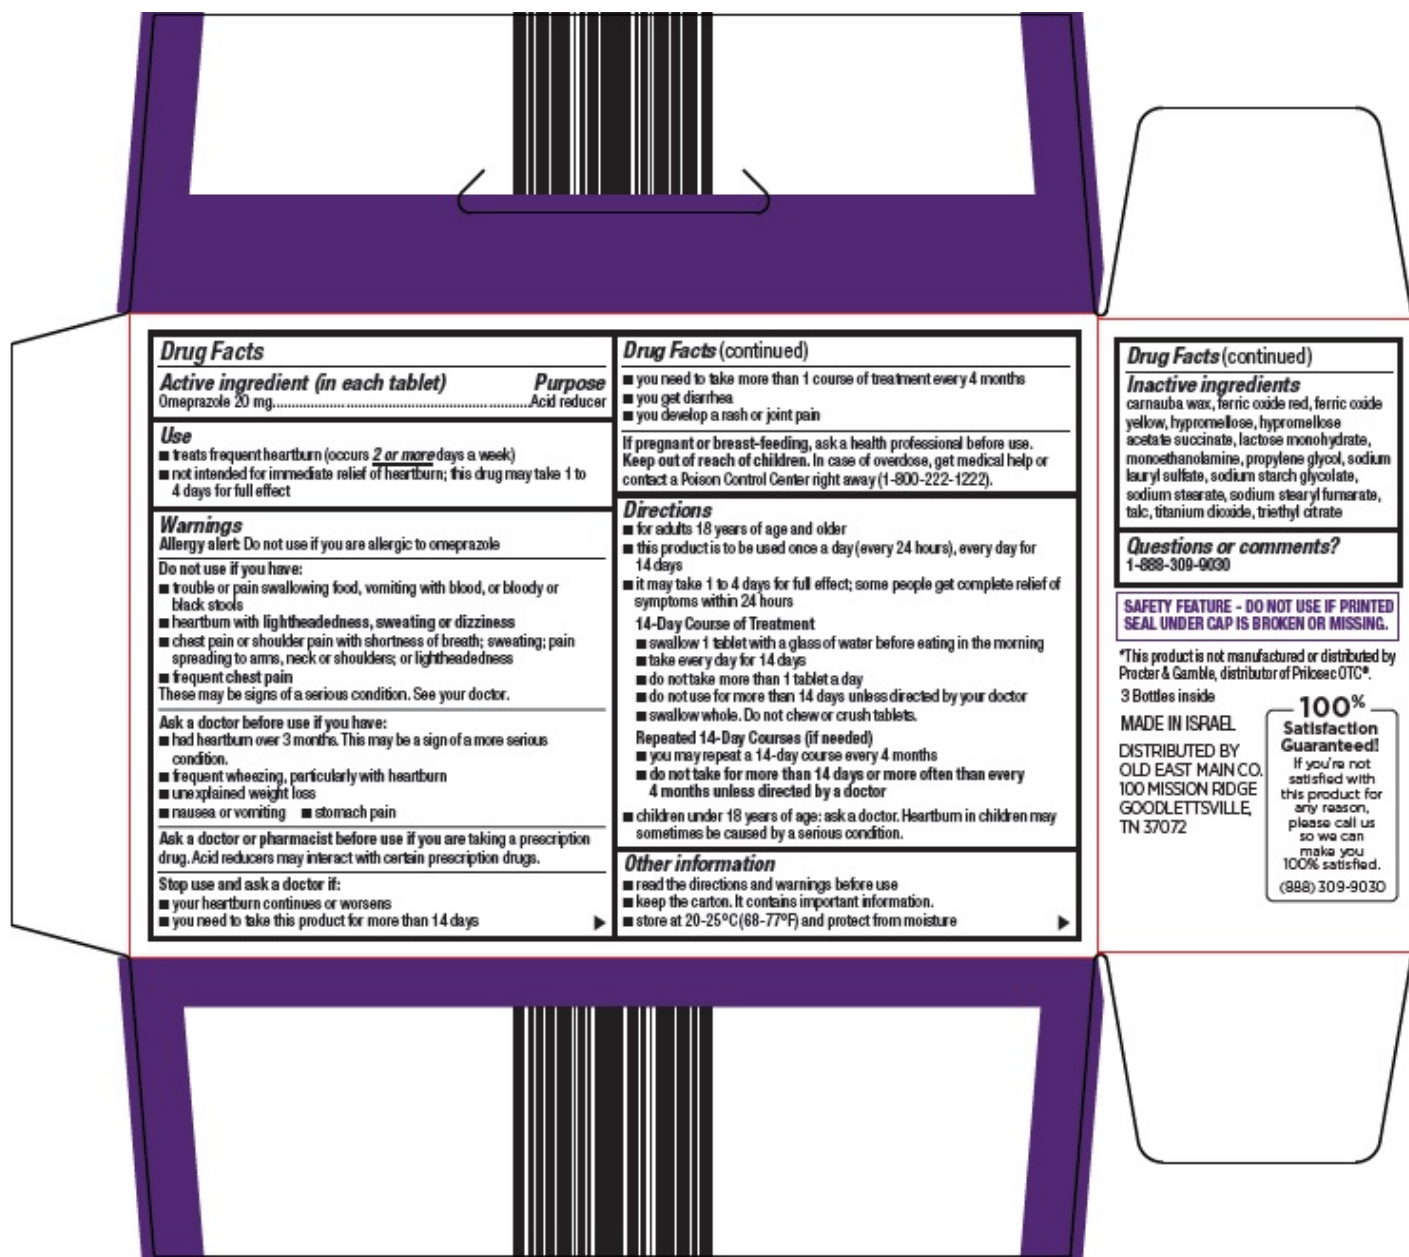 Drug Facts
Active ingredient (in each tablet) Purpose
Omeprazole 20 mg..........................................................................Acid reducer
Use
■ treats frequent heartburn (occurs 2 or more days a week)
■ not intended for immediate relief of heartburn; this drug may take 1 to
4 days for full effect
Warnings
Allergy alert: Do not use if you are allergic to omeprazole
Do not use if you have:
■ trouble or pain swallowing food, vomiting with blood, or bloody or
black stools
■ heartburn with lightheadedness, sweating or dizziness
■ chest pain or shoulder pain with shortness of breath; sweating; pain
spreading to arms, neck or shoulders; or lightheadedness
■ frequent chest pain
These may be signs of a serious condition. See your doctor.
Ask a doctor before use if you have:
■ had heartburn over 3 months. This may be a sign of a more serious
condition.
■ frequent wheezing, particularly with heartburn
■ unexplained weight loss
■ nausea or vomiting ■ stomach pain
Ask a doctor or pharmacist before use if you are taking a prescription
drug. Acid reducers may interact with certain prescription drugs.
Stop use and ask a doctor if:
■ your heartburn continues or worsens
■ you need to take this product for more than 14 days
Drug Facts (continued)
■ you need to take more than 1 course of treatment every 4 months
■ you get diarrhea
■ you develop a rash or joint pain
If pregnant or breast-feeding, ask a health professional before use.
Keep out of reach of children. In case of overdose, get medical help or
contact a Poison Control Center right away (1-800-222-1222).
Directions
■ for adults 18 years of age and older
■ this product is to be used once a day (every 24 hours), every day for
14 days
■ it may take 1 to 4 days for full effect; some people get complete relief of
symptoms within 24 hours
14-Day Course of Treatment
■ swallow 1 tablet with a glass of water before eating in the morning
■ take every day for 14 days
■ do not take more than 1 tablet a day
■ do not use for more than 14 days unless directed by your doctor
■ swallow whole. Do not chew or crush tablets.
Repeated 14-Day Courses (if needed)
■ you may repeat a 14-day course every 4 months
■ do not take for more than 14 days or more often than every
4 months unless directed by a doctor
■ children under 18 years of age: ask a doctor. Heartburn in children may
sometimes be caused by a serious condition.
Other information
■ read the directions and warnings before use
■ keep the carton. It contains important information.
■ store at 20-25ºC (68-77ºF) and protect from moisture
Drug Facts (continued)
Inactive ingredients
carnauba wax, ferric oxide red, ferric oxide
yellow, hypromellose, hypromellose
acetate succinate, lactose monohydrate,
monoethanolamine, propylene glycol, sodium
lauryl sulfate, sodium starch glycolate,
sodium stearate, sodium stearyl fumarate,
talc, titanium dioxide, triethyl citrate
Questions or comments?
1-888-309-9030
SAFETY FEATURE - DO NOT USE IF PRINTED
SEAL UNDER CAP IS BROKEN OR MISSING.
*This product is not manufactured or distributed by
Procter & Gamble, distributor of Prilosec OTC®.
3 Bottles inside
MADE IN ISRAEL
DISTRIBUTED BY
OLD EAST MAIN CO.
100 MISSION RIDGE
GOODLETTSVILLE,
TN 37072
100%
Satisfaction
Guaranteed!
If you're not
satisfied with
this product for
any reason,
please call us
so we can
make you
100% satisfied.
(888) 309-9030